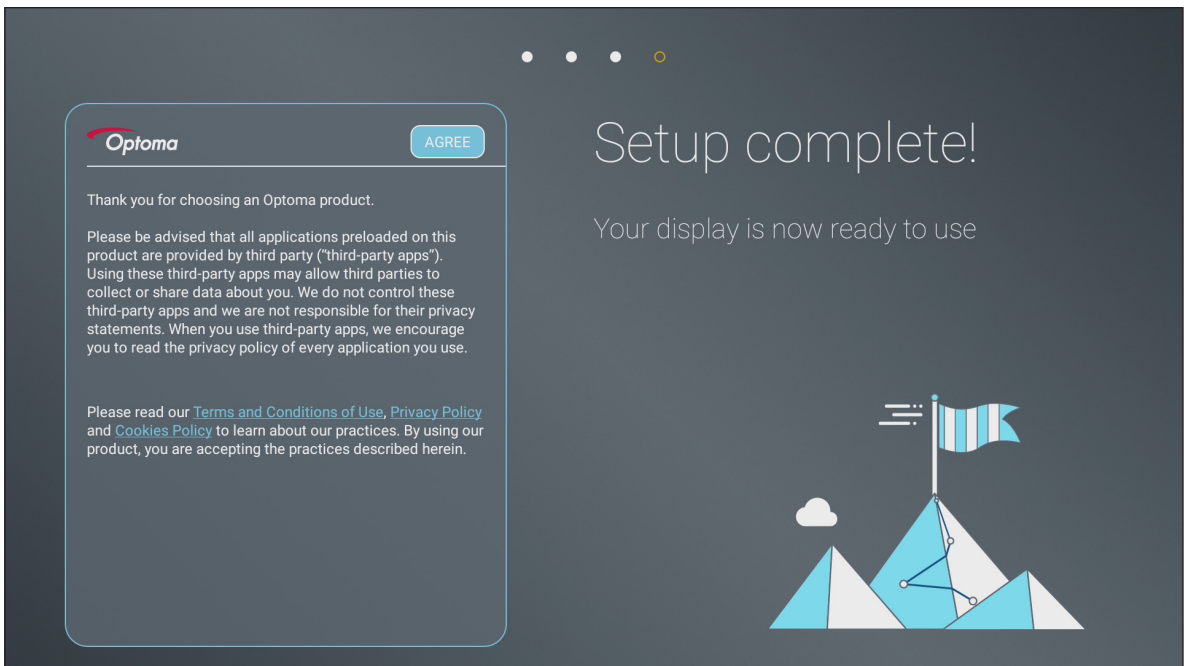 Optoma
AGREE
Thank you for choosing an Optoma product.
Please be advised that all applications preloaded on this
product are provided by third party (“third-party apps”).
Using these third-party apps may allow third parties to
collect or share data about you. We do not control these
third-party apps and we are not responsible for their privacy
statements. When you use third-party apps, we encourage
you to read the privacy policy of every application you use.
Please read our Terms and Conditions of Use, Privacy Policy
and Cookies Policy to learn about our practices. By using our
product, you are accepting the practices described herein.
Setup complete!
Your display is now ready to use